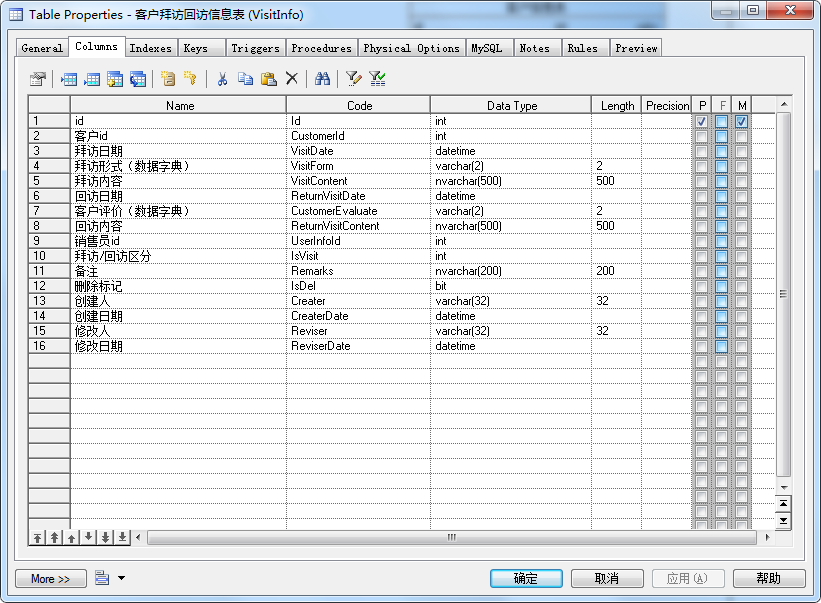 Table Properties - 客户拜访回访信息表 (VisitInfo)
General Columns Indexes Keys Triggers Procedures Physical Options MySQL Notes Rules Preview
Name Code Data Type Length Precision P F M
1 id Id int
2 客户id CustomerId int
3 拜访日期 VisitDate datetime
4 拜访形式（数据字典） VisitForm varchar(2) 2
5 拜访内容 VisitContent nvarchar(500) 500
6 回访日期 ReturnVisitDate datetime
7 客户评价（数据字典） CustomerEvaluate varchar(2) 2
8 回访内容 ReturnVisitContent nvarchar(500) 500
9 销售员id UserInfoId int
10 拜访/回访区分 IsVisit int
11 备注 Remarks nvarchar(200) 200
12 删除标记 IsDel bit
13 创建人 Creater varchar(32) 32
14 创建日期 CreaterDate datetime
15 修改人 Reviser varchar(32) 32
16 修改日期 ReviserDate datetime
More >> 确定 取消 应用(A) 帮助